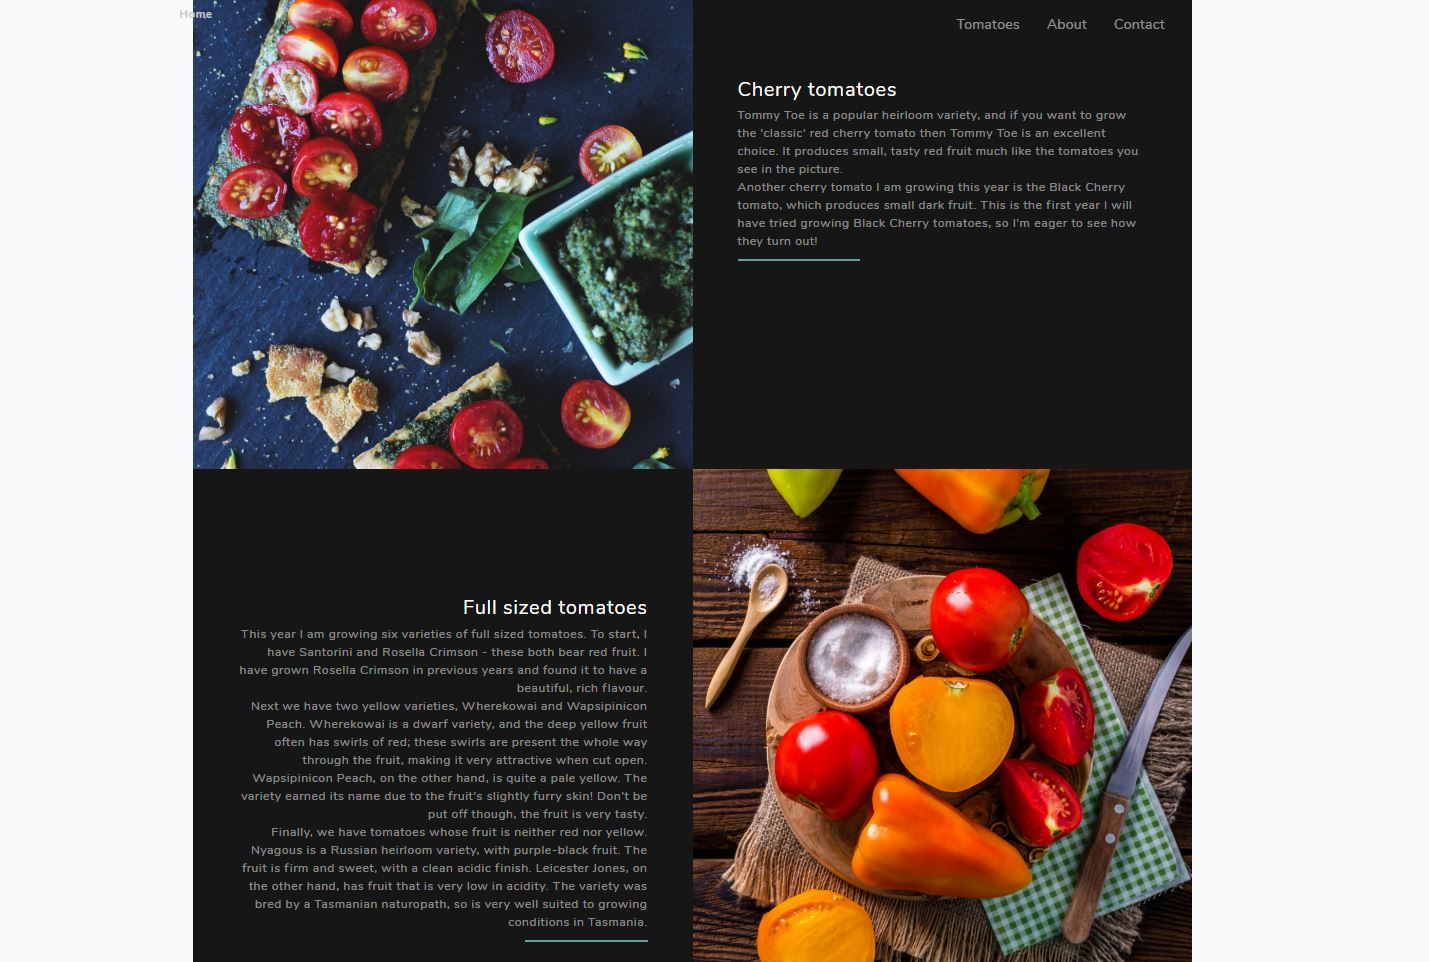 Home
Tomatoes About Contact
Cherry tomatoes
Tommy Toe is a popular heirloom variety, and if you want to grow
the 'classic' red cherry tomato then Tommy Toe is an excellent
choice. It produces small, tasty red fruit much like the tomatoes you
see in the picture.
Another cherry tomato I am growing this year is the Black Cherry
tomato, which produces small dark fruit. This is the first year I will
have tried growing Black Cherry tomatoes, so I'm eager to see how
they turn out!
Full sized tomatoes
This year I am growing six varieties of full sized tomatoes. To start, I
have Santorini and Rosella Crimson - these both bear red fruit. I
have grown Rosella Crimson in previous years and found it to have a
beautiful, rich flavour.
Next we have two yellow varieties, Wherekowai and Wapsipinicon
Peach. Wherekowai is a dwarf variety, and the deep yellow fruit
often has swirls of red; these swirls are present the whole way
through the fruit, making it very attractive when cut open.
Wapsipinicon Peach, on the other hand, is quite a pale yellow. The
variety earned its name due to the fruit's slightly furry skin! Don't be
put off though, the fruit is very tasty.
Finally, we have tomatoes whose fruit is neither red nor yellow.
Nyagous is a Russian heirloom variety, with purple-black fruit. The
fruit is firm and sweet, with a clean acidic finish. Leicester Jones, on
the other hand, has fruit that is very low in acidity. The variety was
bred by a Tasmanian naturopath, so is very well suited to growing
conditions in Tasmania.